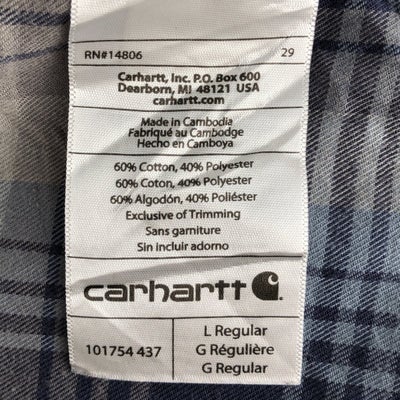 RN#14806 29
Carhartt, Inc. P.O. Box 600
Dearborn, MI 48121 USA
carhartt.com
Made in Cambodia
Fabriqué au Cambodge
Hecho en Camboya
60% Cotton, 40% Polyester
60% Coton, 40% Polyester
60% Algodón, 40% Poliéster
Exclusive of Trimming
Sans garniture
Sin incluir adorno
carhartt
101754 437
L Regular
G Régulière
G Regular